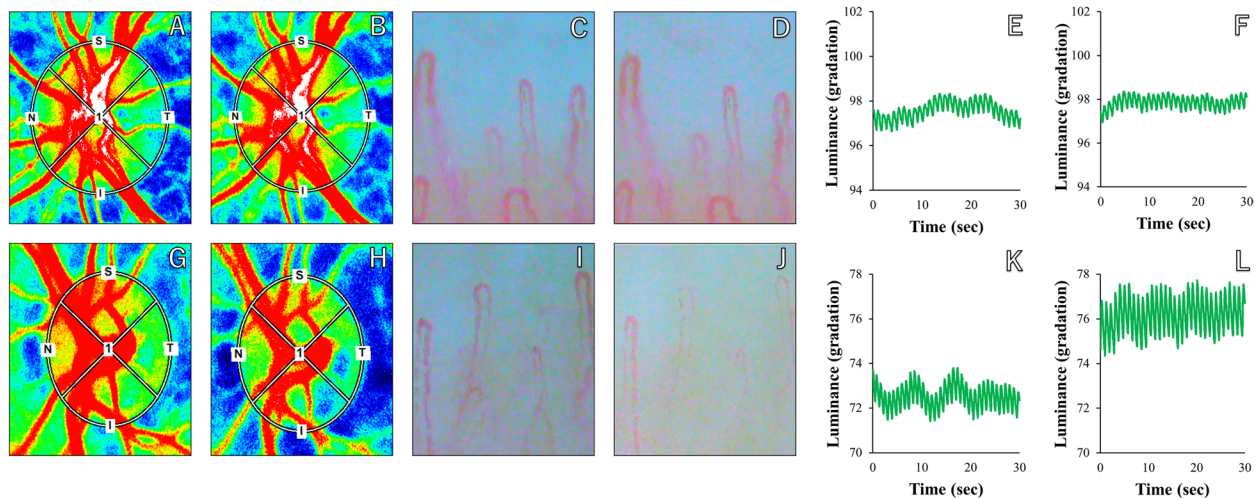 A
S
N
1
T
I
B
S
N
1
T
I
C
D
E
102
100
98
96
94
0
10
20
30
Luminance (gradation)
Time (sec)
F
102
100
98
96
94
0
10
20
30
Luminance (gradation)
Time (sec)
G
S
N
1
T
I
H
S
N
1
T
I
I
J
K
78
76
74
72
70
0
10
20
30
Luminance (gradation)
Time (sec)
L
78
76
74
72
70
0
10
20
30
Luminance (gradation)
Time (sec)